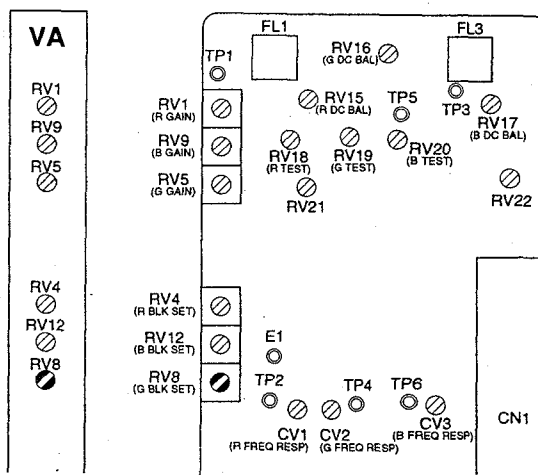 VA
RV1
RV9
RV5
RV4
RV12
RV8
TP1
FL1
RV16
(G DC BAL)
FL3
RV1
(R GAIN)
RV15
(R DC BAL)
TP5
TP3
RV17
(B DC BAL)
RV9
(B GAIN)
RV18
(R TEST)
RV19
(G TEST)
RV20
(B TEST)
RV5
(G GAIN)
RV21
RV22
RV4
(R BLK SET)
RV12
(B BLK SET)
E1
RV8
(G BLK SET)
TP2
TP4
TP6
CV1
(R FREQ RESP)
CV2
(G FREQ RESP)
CV3
(B FREQ RESP)
CN1